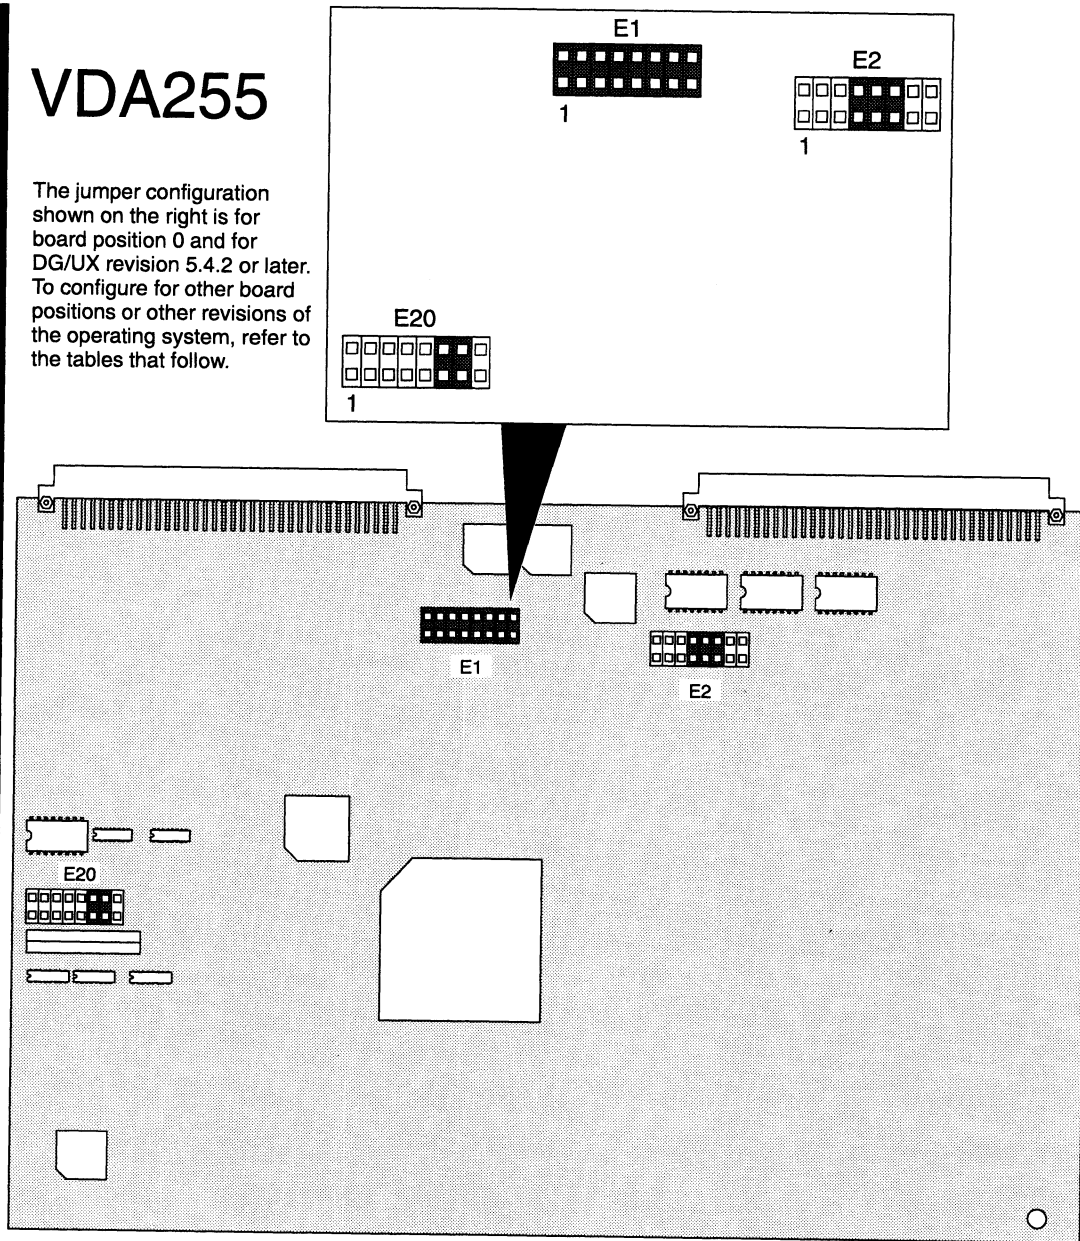 VDA255
The jumper configuration
shown on the right is for
board position 0 and for
DG/UX revision 5.4.2 or later.
To configure for other board
positions or other revisions of
the operating system, refer to
the tables that follow.
E1
1
E2
1
E20
1
E1
E2
E20